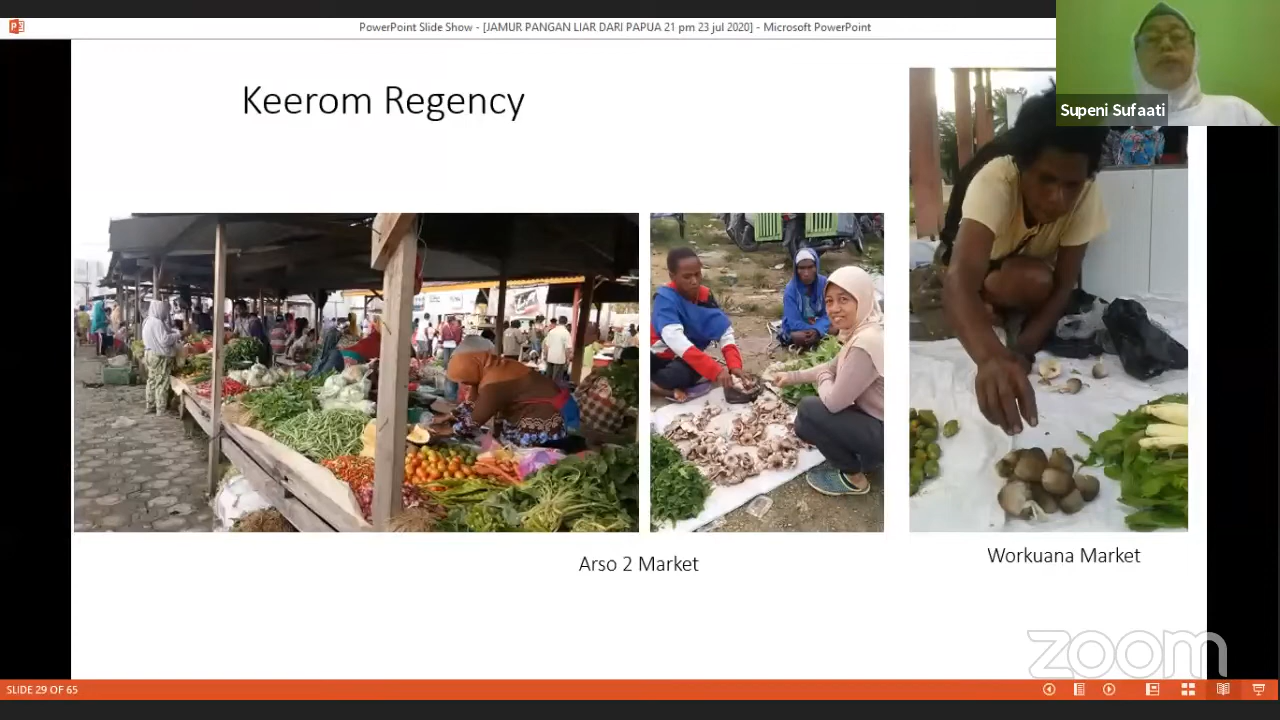 PowerPoint Slide Show - [JAMUR PANGAN LIAR DARI PAPUA 21 pm 23 jul 2020] - Microsoft PowerPoint
Supeni Sufaati
Keerom Regency
Arso 2 Market
Workuana Market
zoom
SLIDE 29 OF 65